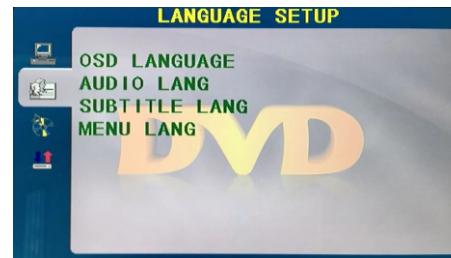 LANGUAGE SETUP
OSD LANGUAGE
AUDIO LANG
SUBTITLE LANG
MENU LANG
DVD